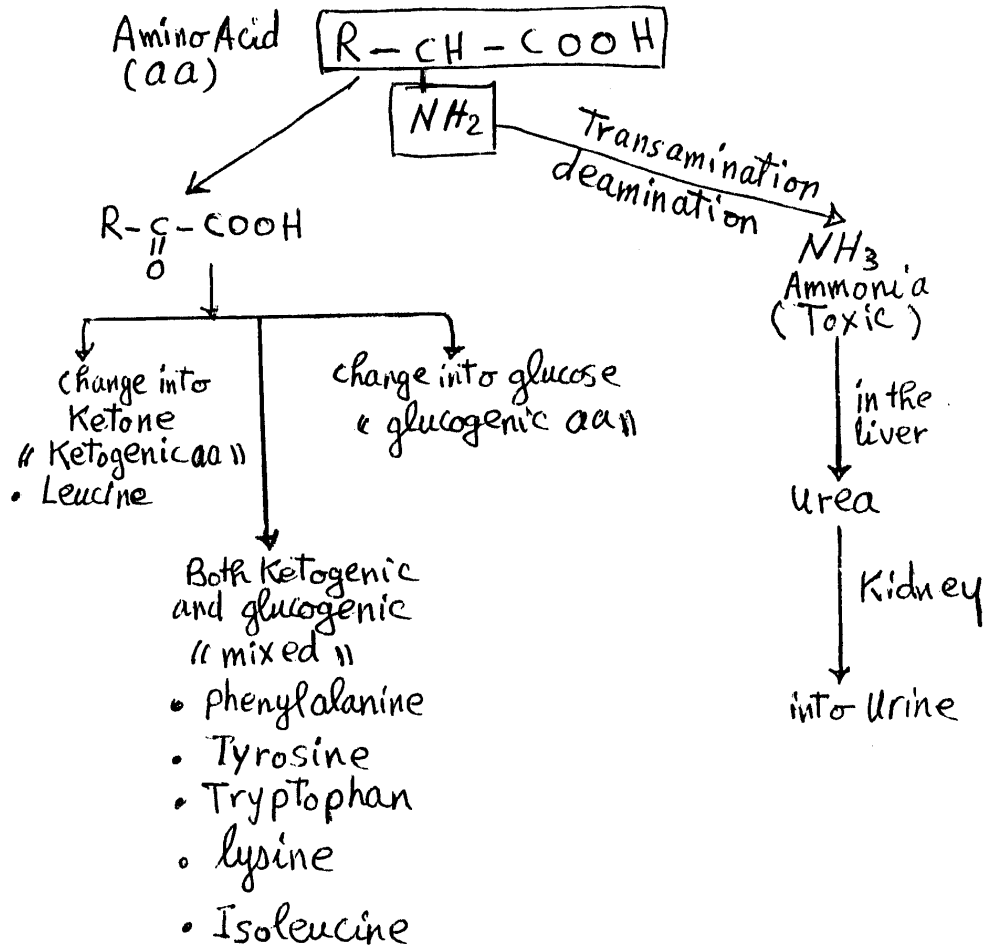 Amino Acid
(aa)
R – CH – COOH
NH2
Transamination
deamination
R – C – COOH
O
NH3
Ammonia
(Toxic)
in the
liver
Urea
Kidney
into Urine
change into
Ketone
" Ketogenic aa "
• Leucine
change into glucose
" glucogenic aa "
Both Ketogenic
and glucogenic
" mixed "
• phenylalanine
• Tyrosine
• Tryptophan
• lysine
• Isoleucine